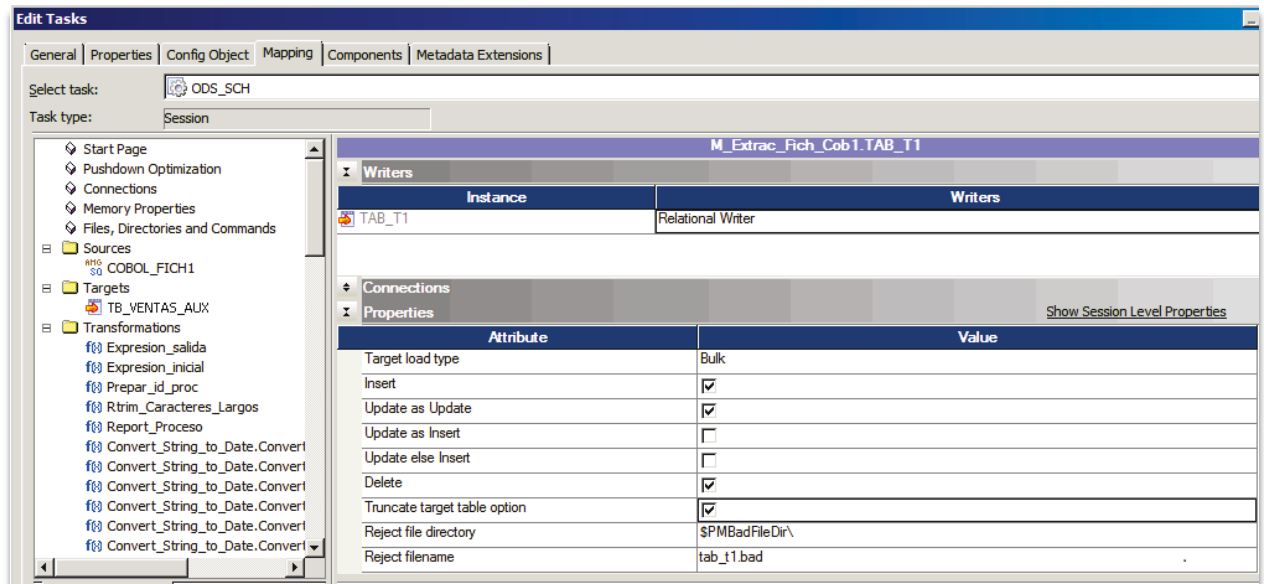 Edit Tasks
General Properties Config Object Mapping Components Metadata Extensions
Select task: ODS_SCH
Task type: Session
Start Page
Pushdown Optimization
Connections
Memory Properties
Files, Directories and Commands
Sources
AMG SQ COBOL_FICH1
Targets
TB_VENTAS_AUX
Transformations
f(x) Expresion_salida
f(x) Expresion_inicial
f(x) Prepar_id_proc
f(x) Rtrim_Caracteres_Largos
f(x) Report_Proceso
f(x) Convert_String_to_Date.Convert
f(x) Convert_String_to_Date.Convert
f(x) Convert_String_to_Date.Convert
f(x) Convert_String_to_Date.Convert
f(x) Convert_String_to_Date.Convert
f(x) Convert_String_to_Date.Convert
M_Extrac_Fich_Cob1.TAB_T1
Writers
Instance Writers
TAB_T1 Relational Writer
Connections
Properties Show Session Level Properties
Attribute Value
Target load type Bulk
Insert
Update as Update
Update as Insert
Update else Insert
Delete
Truncate target table option
Reject file directory $PMBadFileDir\
Reject filename tab_t1.bad